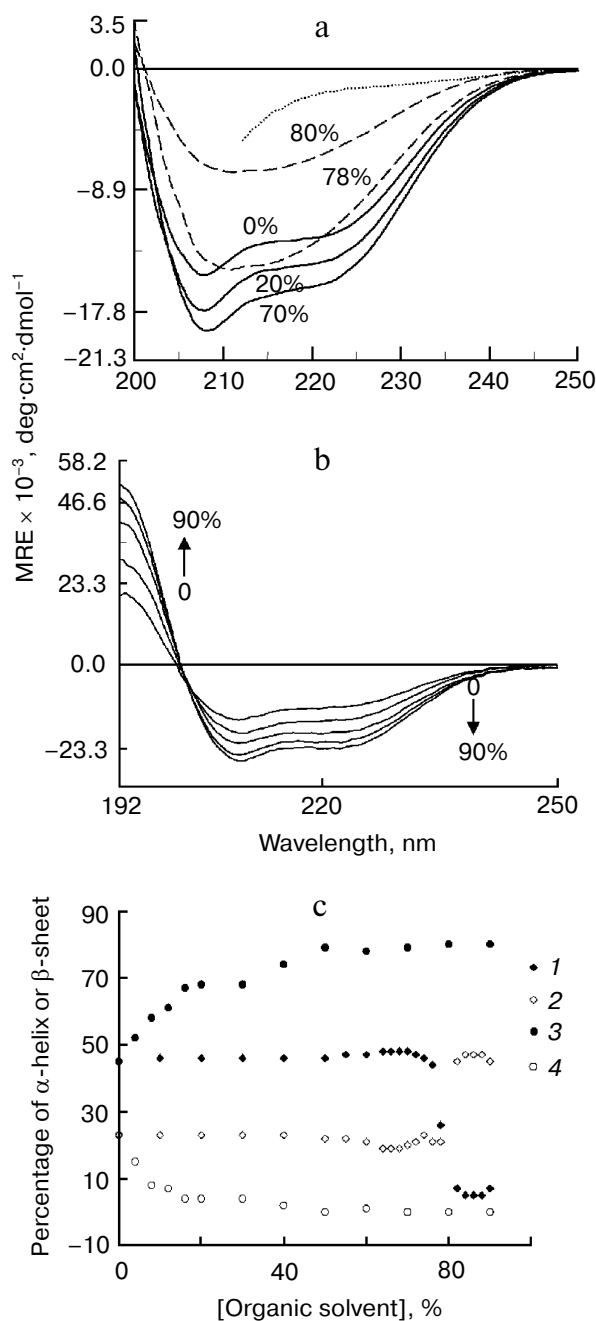 a
3.5
0.0
−8.9
−17.8
−21.3
80%
78%
0%
20%
70%
200 210 220 230 240 250
MRE × 10⁻³, deg·cm²·dmol⁻¹
b
58.2
46.6
23.3
0.0
−23.3
90%
0
0
90%
192 220 250
Wavelength, nm
c
Percentage of α-helix or β-sheet
90
70
50
30
10
−10
1
2
3
4
0 40 80
[Organic solvent], %